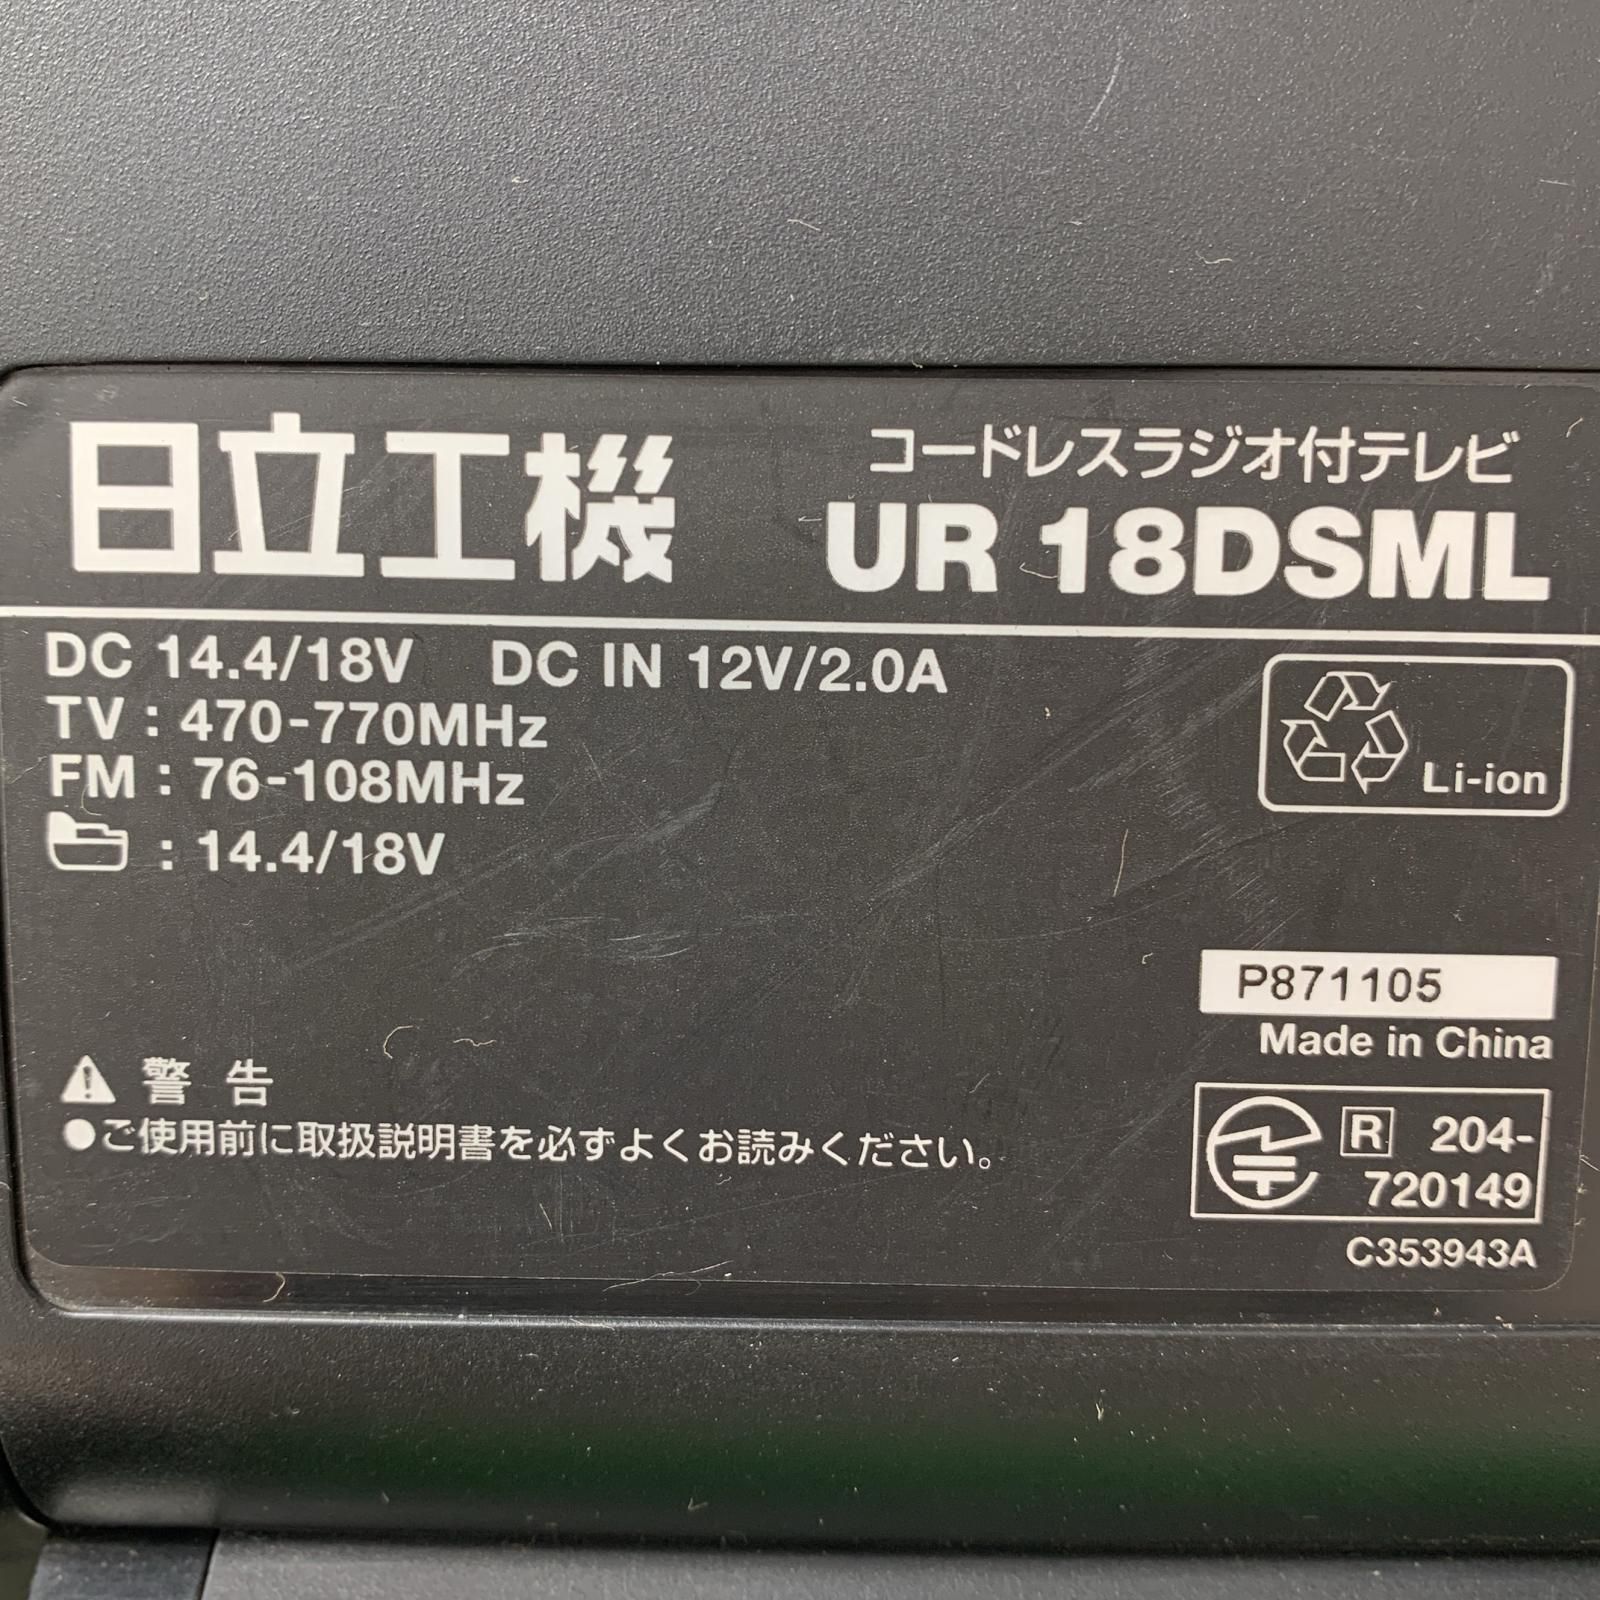 日立工機
コードレスラジオ付テレビ
UR 18DSML
DC 14.4/18V DC IN 12V/2.0A
TV : 470-770MHz
FM : 76-108MHz
: 14.4/18V
Li-ion
P871105
Made in China
警告
●ご使用前に取扱説明書を必ずよくお読みください。
R 204-
720149
C353943A